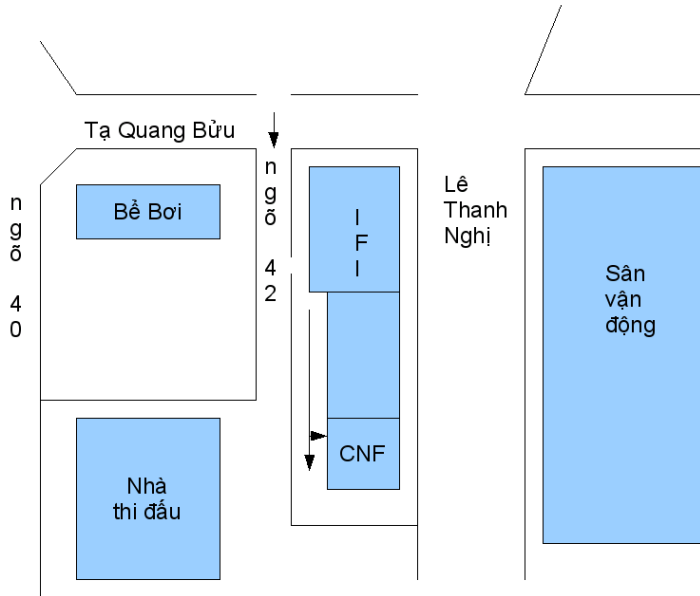 Tạ Quang Bửu
Bể Bơi
ngõ 40
ngõ 42
I
F
I
Lê
Thanh
Nghị
Sân
vận
động
CNF
Nhà
thi đấu